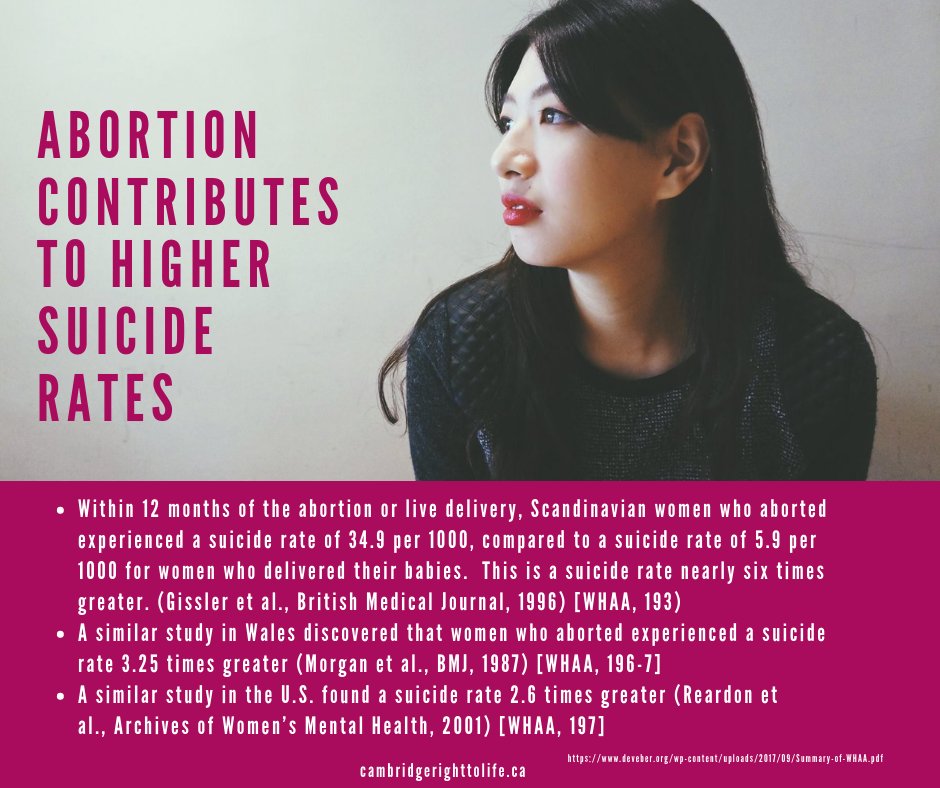 ABORTION
CONTRIBUTES
TO HIGHER
SUICIDE
RATES
• Within 12 months of the abortion or live delivery, Scandinavian women who aborted
experienced a suicide rate of 34.9 per 1000, compared to a suicide rate of 5.9 per
1000 for women who delivered their babies. This is a suicide rate nearly six times
greater. (Gissler et al., British Medical Journal, 1996) [WHAA, 193)
• A similar study in Wales discovered that women who aborted experienced a suicide
rate 3.25 times greater (Morgan et al., BMJ, 1987) [WHAA, 196-7]
• A similar study in the U.S. found a suicide rate 2.6 times greater (Reardon et
al., Archives of Women's Mental Health, 2001) [WHAA, 197]
https://www.deveber.org/wp-content/uploads/2017/09/Summary-of-WHAA.pdf
cambridgerighttolife.ca